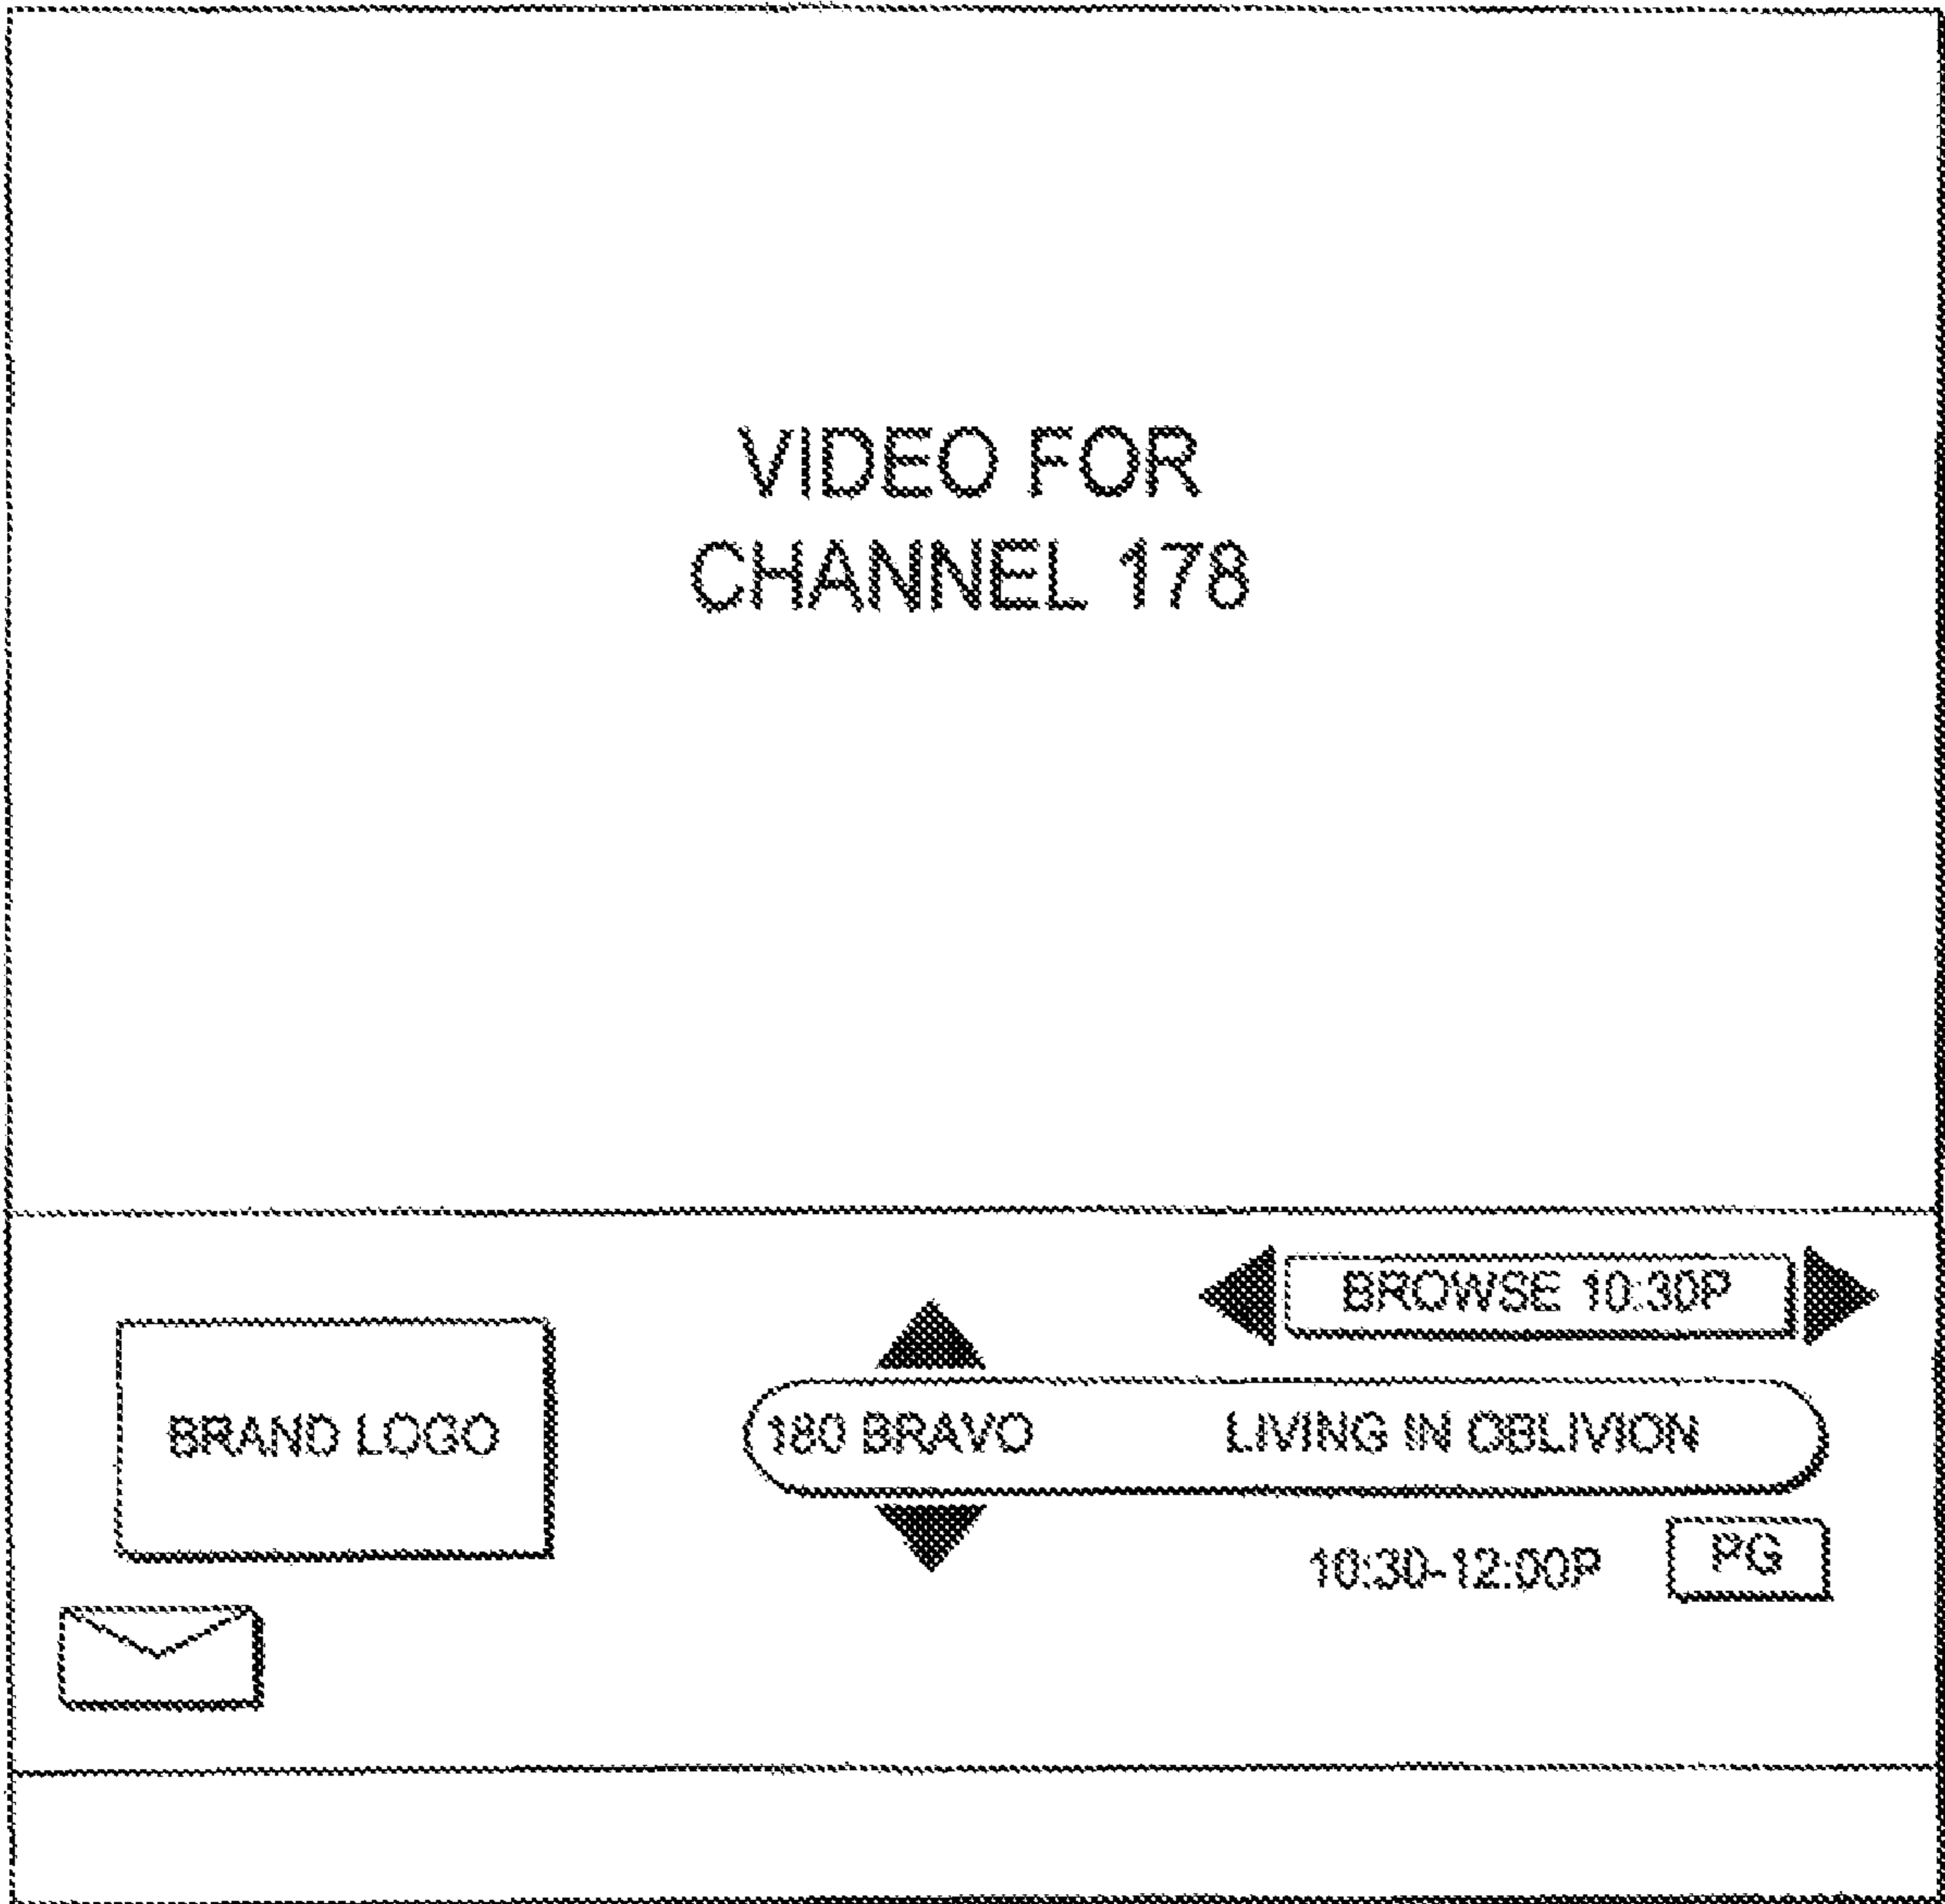 VIDEO FOR
CHANNEL 178
BROWSE 10:30P
BRAND LOGO
180 BRAVO LIVING IN OBLIVION
10:30-12:00P PG